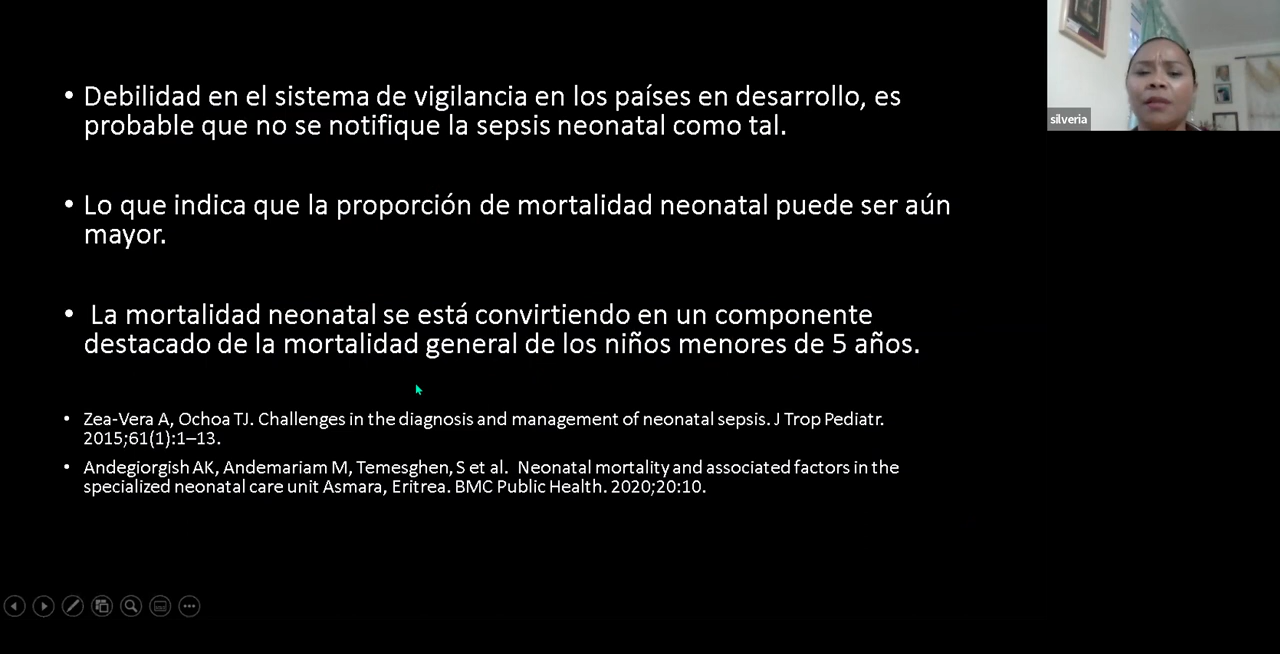 • Debilidad en el sistema de vigilancia en los países en desarrollo, es
probable que no se notifique la sepsis neonatal como tal.
• Lo que indica que la proporción de mortalidad neonatal puede ser aún
mayor.
• La mortalidad neonatal se está convirtiendo en un componente
destacado de la mortalidad general de los niños menores de 5 años.
• Zea-Vera A, Ochoa TJ. Challenges in the diagnosis and management of neonatal sepsis. J Trop Pediatr.
2015;61(1):1–13.
• Andegiorgish AK, Andemariam M, Temesghen, S et al. Neonatal mortality and associated factors in the
specialized neonatal care unit Asmara, Eritrea. BMC Public Health. 2020;20:10.
silveria